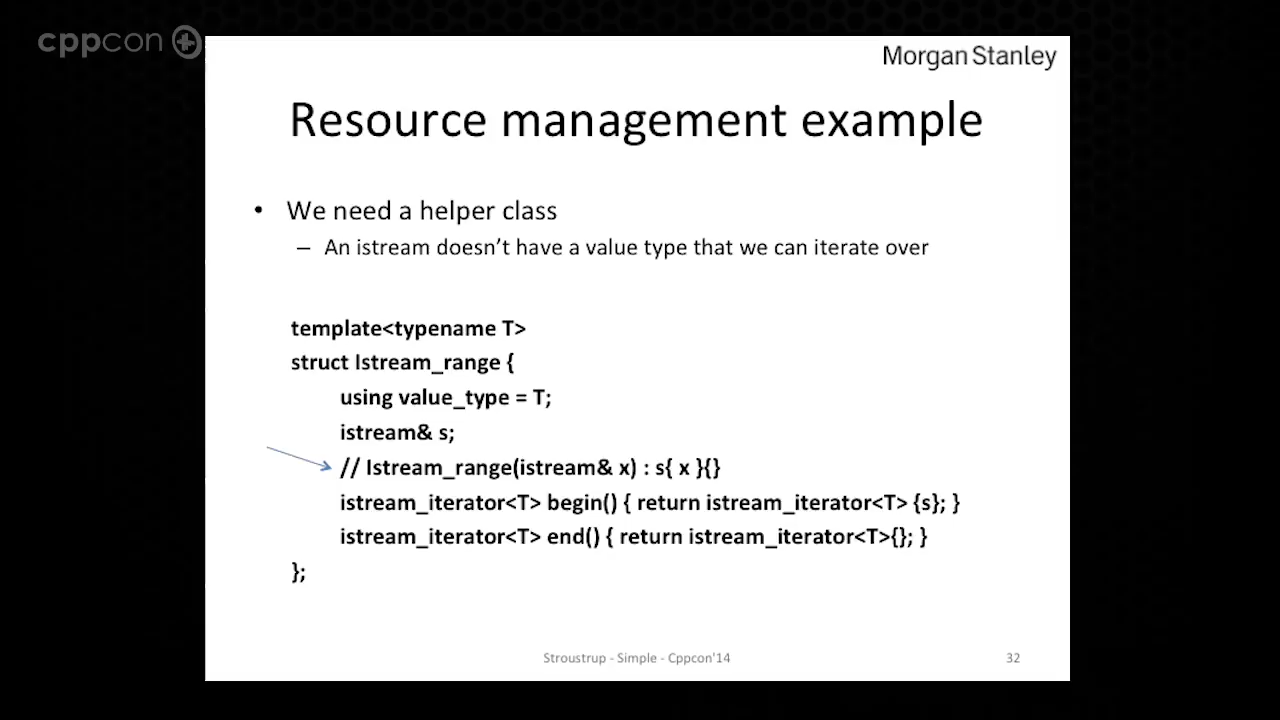 cppcon
Morgan Stanley
Resource management example
• We need a helper class
– An istream doesn’t have a value type that we can iterate over
template<typename T>
struct Istream_range {
using value_type = T;
istream& s;
// Istream_range(istream& x) : s{ x }{}
istream_iterator<T> begin() { return istream_iterator<T> {s}; }
istream_iterator<T> end() { return istream_iterator<T>{}; }
};
Stroustrup - Simple - Cppcon'14
32